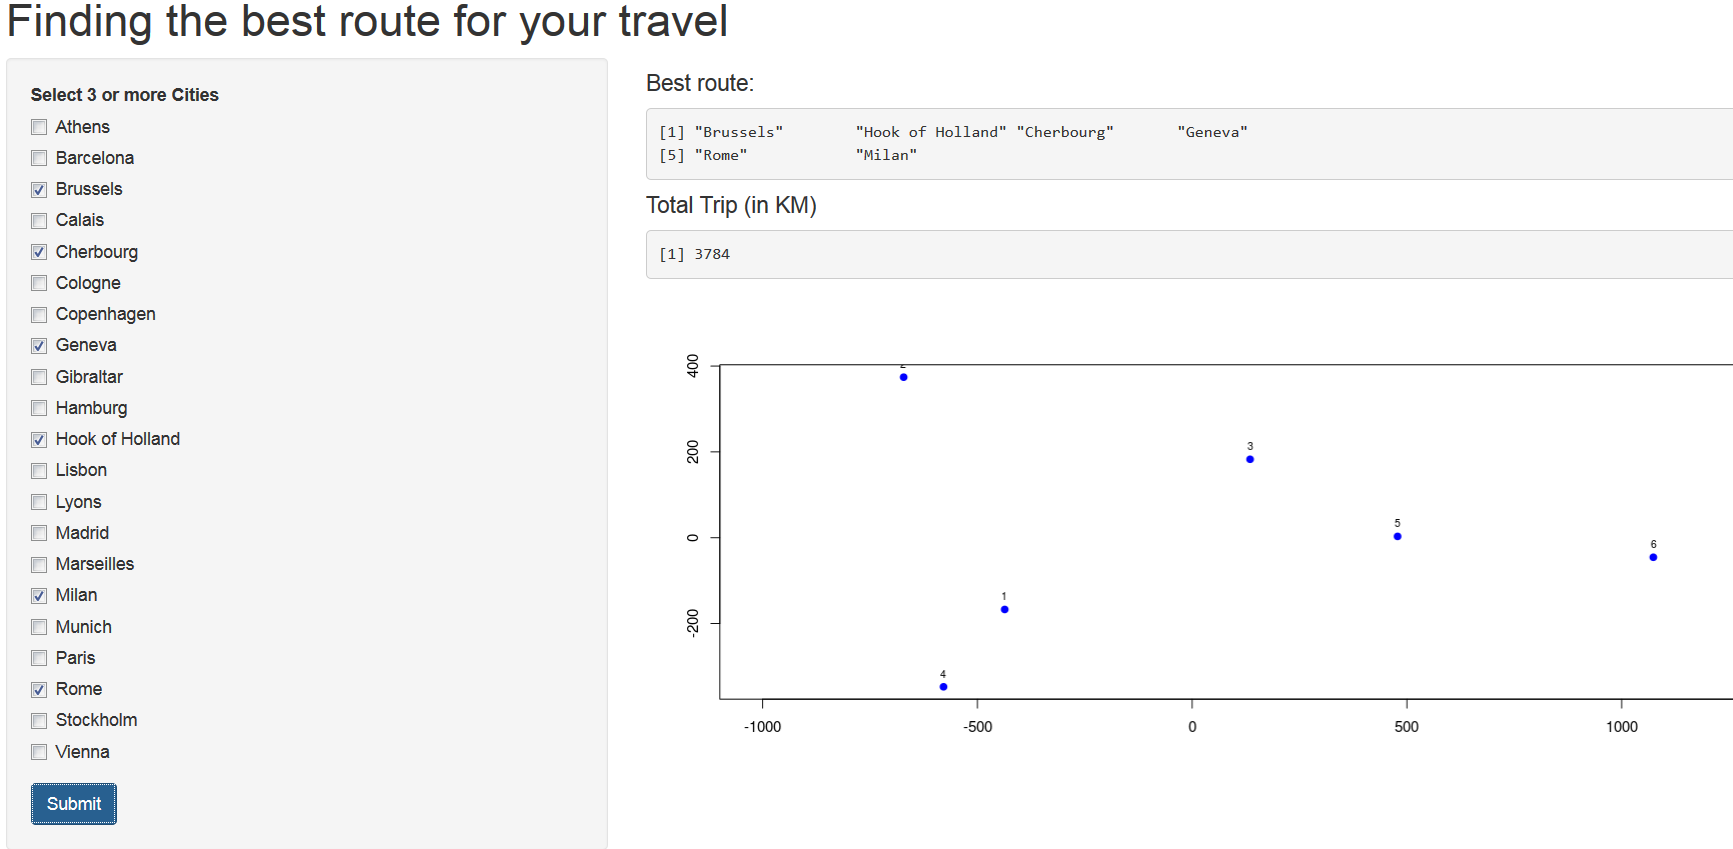 Finding the best route for your travel
Select 3 or more Cities
Athens
Barcelona
Brussels
Calais
Cherbourg
Cologne
Copenhagen
Geneva
Gibraltar
Hamburg
Hook of Holland
Lisbon
Lyons
Madrid
Marseilles
Milan
Munich
Paris
Rome
Stockholm
Vienna
Submit
Best route:
[1] "Brussels" "Hook of Holland" "Cherbourg" "Geneva"
[5] "Rome" "Milan"
Total Trip (in KM)
[1] 3784
400
200
0
-200
3
5
6
1
4
-1000 -500 0 500 1000